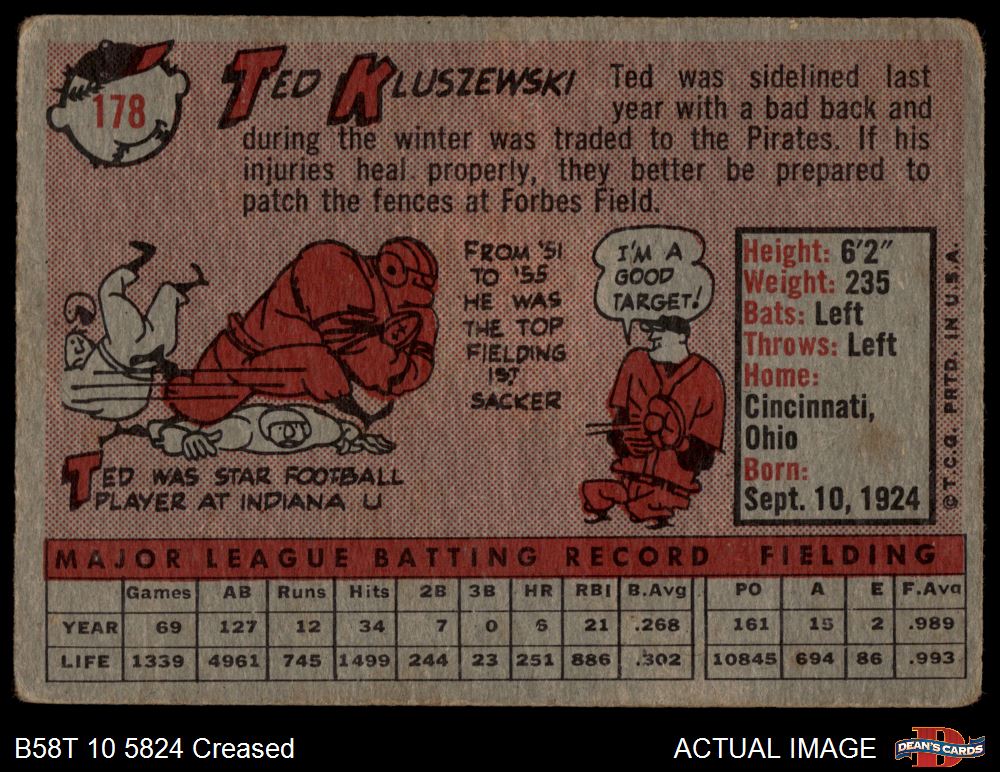 178
TED KLUSZEWSKI
Ted was sidelined last
year with a bad back and
during the winter was traded to the Pirates. If his
injuries heal properly, they better be prepared to
patch the fences at Forbes Field.
FROM '51
TO '55
HE WAS
THE TOP
FIELDING
1ST
SACKER
I'M A
GOOD
TARGET!
TED WAS STAR FOOTBALL
PLAYER AT INDIANA U
Height: 6'2"
Weight: 235
Bats: Left
Throws: Left
Home:
Cincinnati,
Ohio
Born:
Sept. 10, 1924
© T.C.G. PRTD. IN U.S.A.
MAJOR LEAGUE BATTING RECORD FIELDING
Games AB Runs Hits 2B 3B HR RBI B.Avg PO A E F.Avg
YEAR 69 127 12 34 7 0 6 21 .268 161 15 2 .989
LIFE 1339 4961 745 1499 244 23 251 886 .302 10845 694 86 .993
B58T 10 5824 Creased
ACTUAL IMAGE
DEAN'S CARDS